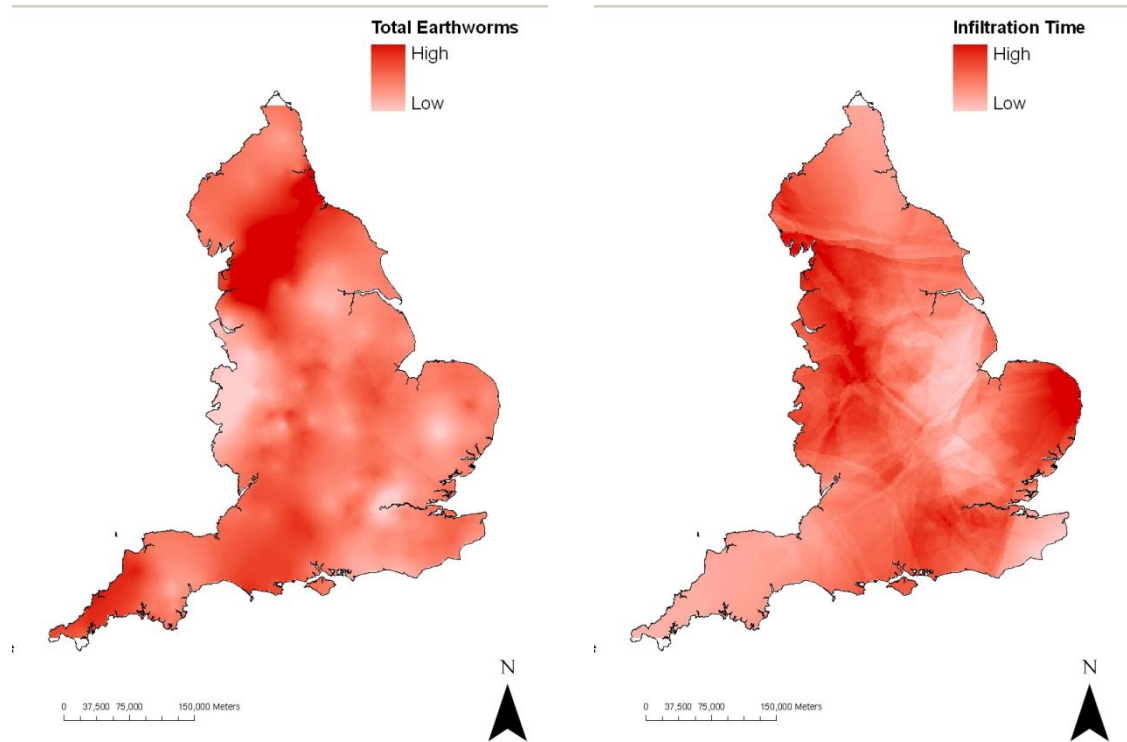 Total Earthworms
High
Low
N
0 37,500 75,000 150,000 Meters
Infiltration Time
High
Low
N
0 37,500 75,000 150,000 Meters